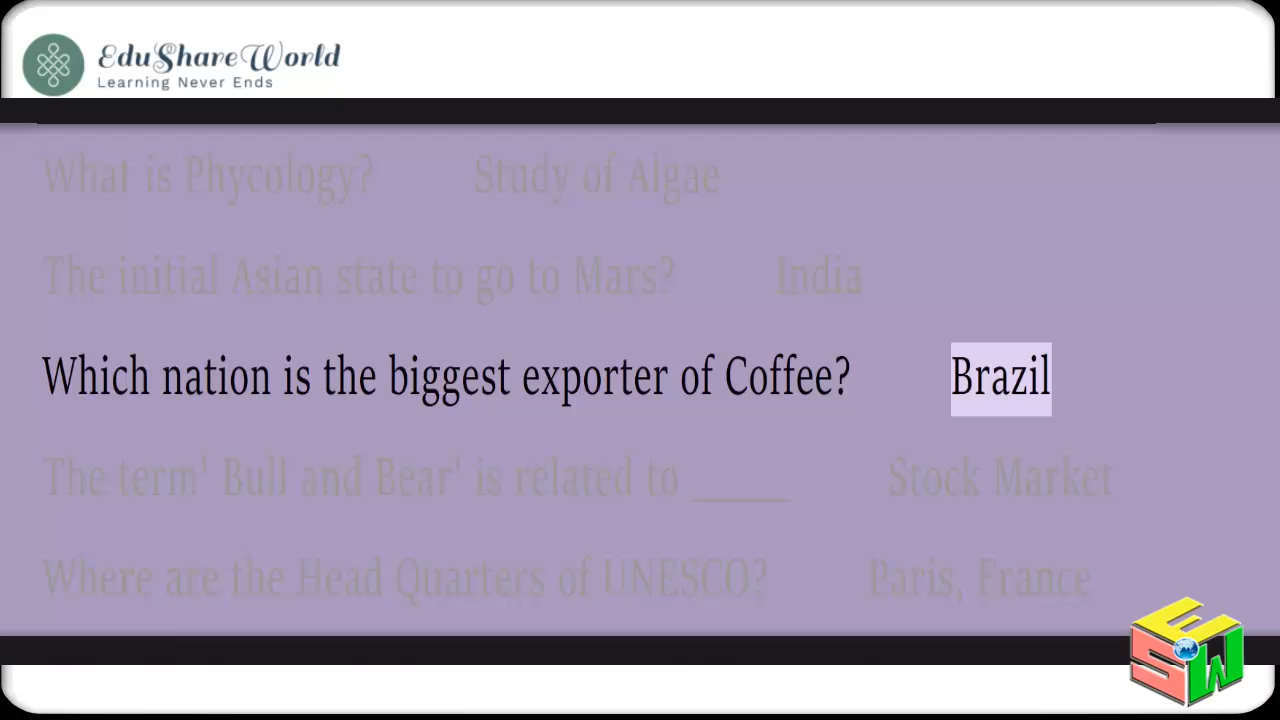 EduShareWorld
Learning Never Ends
What is Phycology? Study of Algae
The initial Asian state to go to Mars? India
Which nation is the biggest exporter of Coffee? Brazil
The term' Bull and Bear' is related to _____ Stock Market
Where are the Head Quarters of UNESCO? Paris, France
ESW